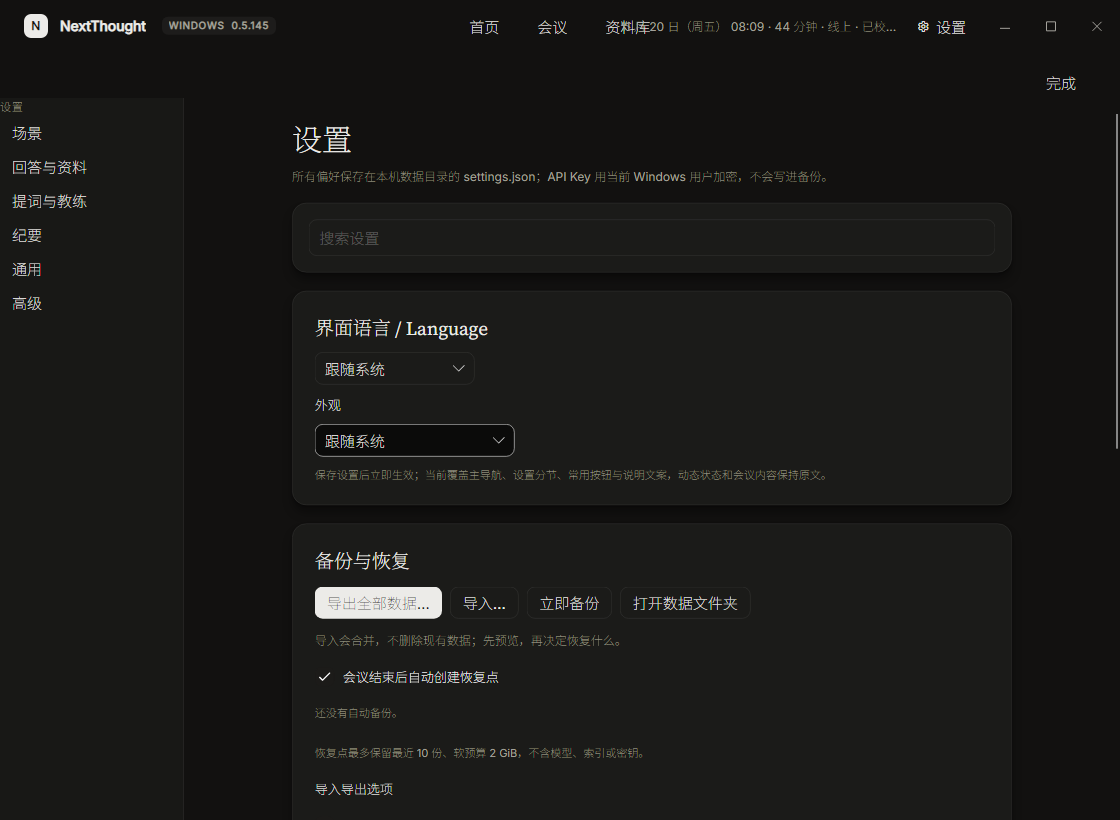 N NextThought WINDOWS 0.5.145 首页 会议 资料库 20 日（周五） 08:09 · 44 分钟 · 线上 · 已校... 设置
完成
设置
场景
回答与资料
提词与教练
纪要
通用
高级
设置
所有偏好保存在本机数据目录的 settings.json；API Key 用当前 Windows 用户加密，不会写进备份。
搜索设置
界面语言 / Language
跟随系统
外观
跟随系统
保存设置后立即生效；当前覆盖主导航、设置分节、常用按钮与说明文案，动态状态和会议内容保持原文。
备份与恢复
导出全部数据... 导入... 立即备份 打开数据文件夹
导入会合并，不删除现有数据；先预览，再决定恢复什么。
会议结束后自动创建恢复点
还没有自动备份。
恢复点最多保留最近 10 份、软预算 2 GiB，不含模型、索引或密钥。
导入导出选项